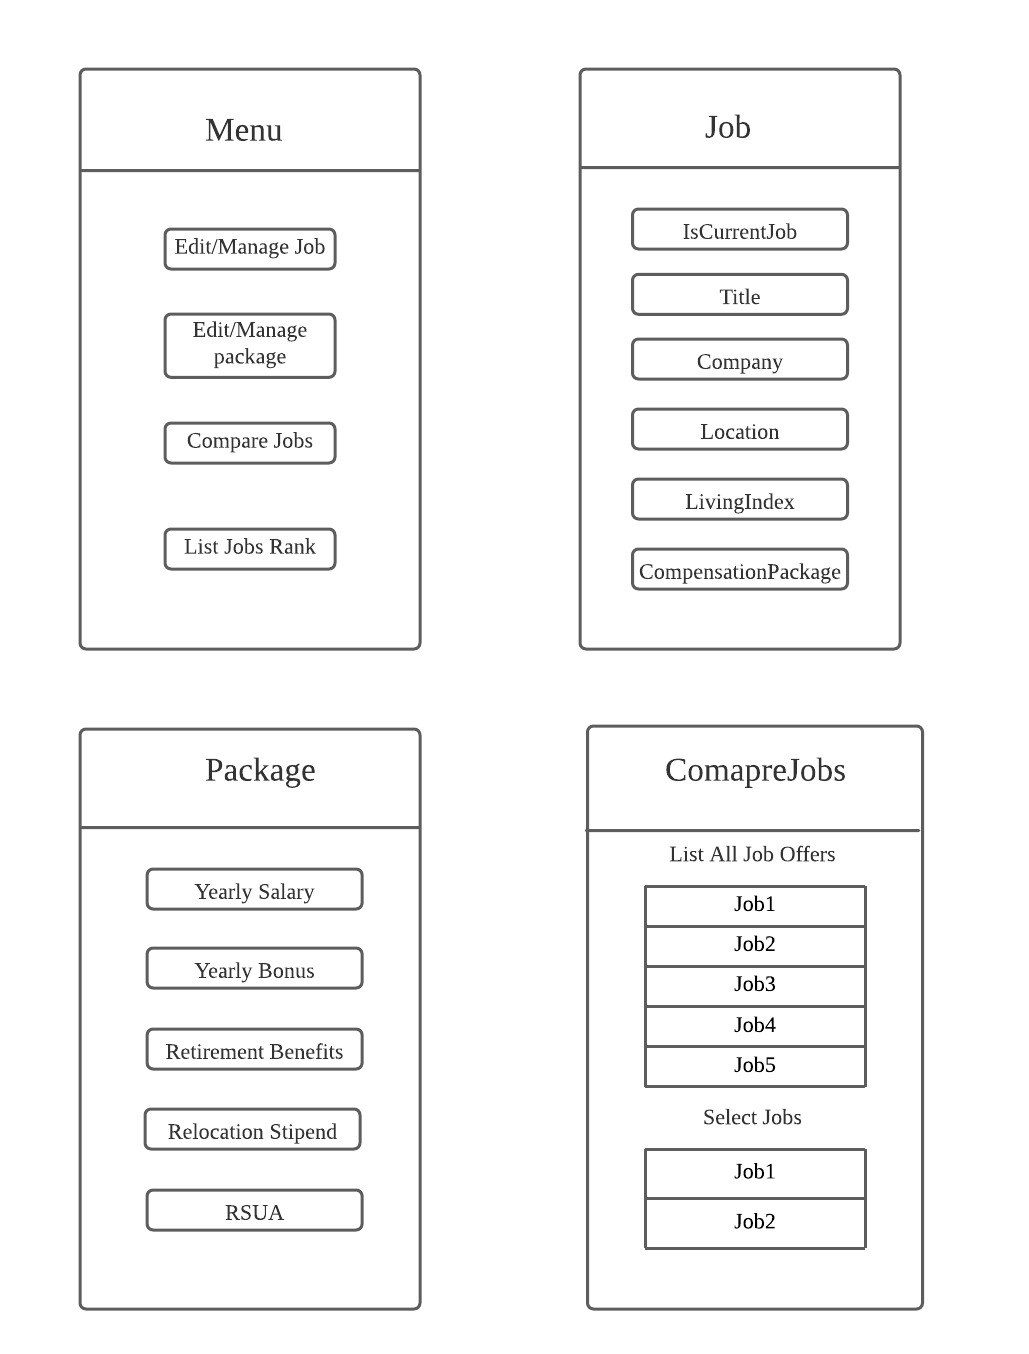 Menu
Edit/Manage Job
Edit/Manage
package
Compare Jobs
List Jobs Rank
Job
IsCurrentJob
Title
Company
Location
LivingIndex
CompensationPackage
Package
Yearly Salary
Yearly Bonus
Retirement Benefits
Relocation Stipend
RSUA
ComapreJobs
List All Job Offers
Job1
Job2
Job3
Job4
Job5
Select Jobs
Job1
Job2